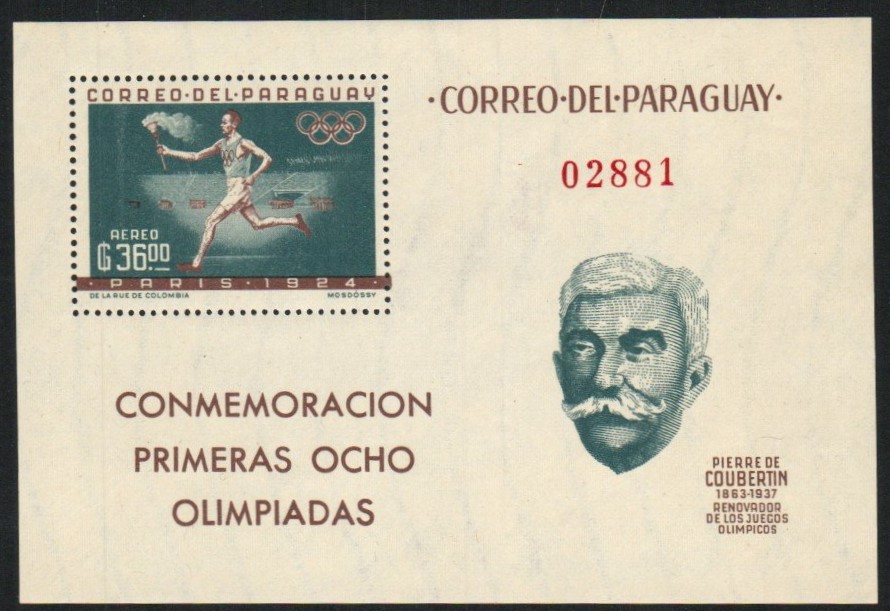 CORREO·DEL·PARAGUAY
AEREO
₲ 36.00
·PARIS·1924·
DE LA RUE DE COLOMBIA
MOSDÓSSY
·CORREO·DEL·PARAGUAY·
02881
CONMEMORACION
PRIMERAS OCHO
OLIMPIADAS
PIERRE DE
COUBERTIN
1863-1937
RENOVADOR
DE LOS JUEGOS
OLIMPICOS